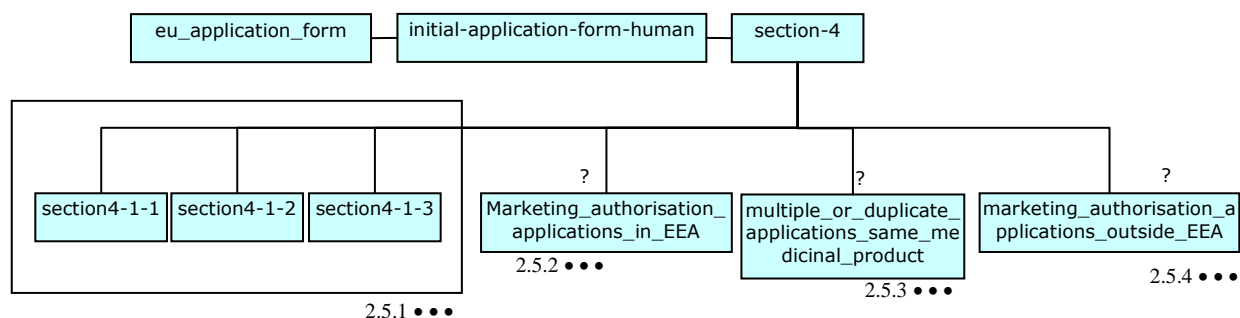 eu_application_form
initial-application-form-human
section-4
?
?
?
section4-1-1
section4-1-2
section4-1-3
Marketing_authorisation_
applications_in_EEA
multiple_or_duplicate_
applications_same_me
dicinal_product
marketing_authorisation_a
pplications_outside_EEA
2.5.2 ● ● ●
2.5.3 ● ● ●
2.5.4 ● ● ●
2.5.1 ● ● ●